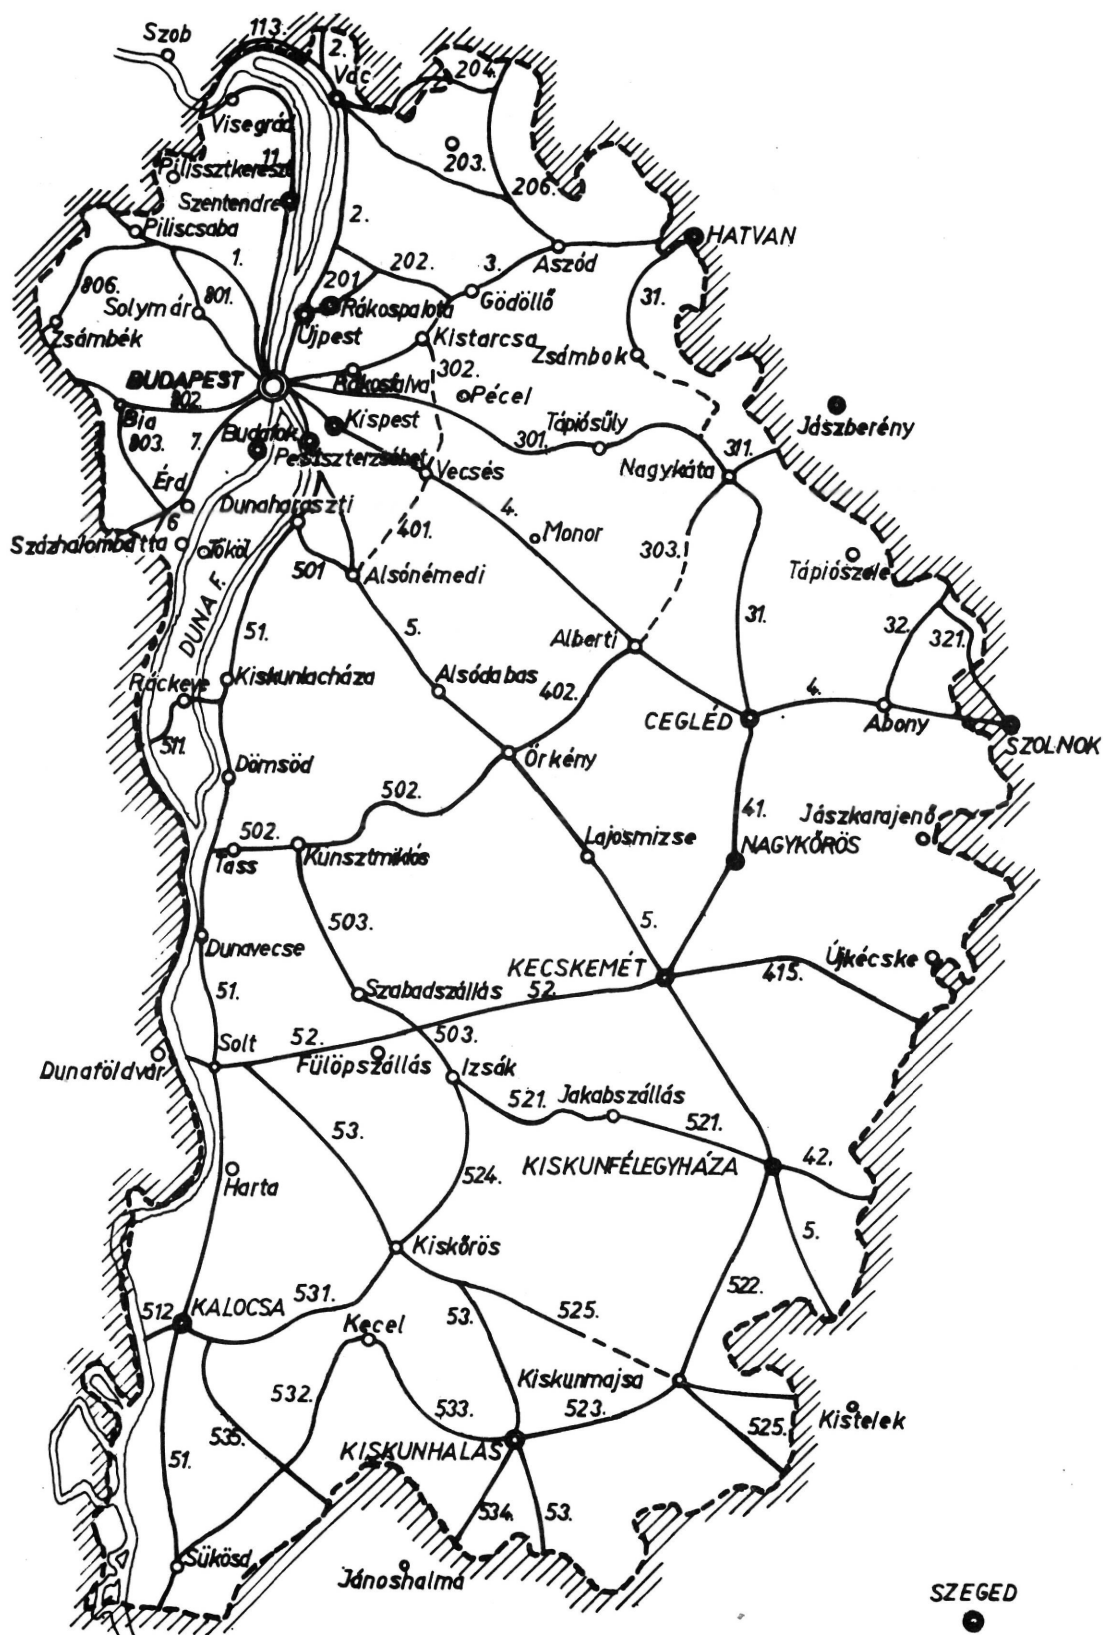 Szob
113.
2.
Vác
204.
Visegrád
203.
11.
Pilissztkereszt
206.
Szentendre
2.
Piliscsaba
HATVAN
1.
202.
3.
Aszód
806.
201
801.
31.
Solymár
Gödöllő
Rákospalota
Zsámbék
Újpest
Kistarcsa
Zsámbok
302.
BUDAPEST
Rákosfalva
Pécel
802.
Bia
Kispest
Tápiósűly
Jászberény
803.
7.
Budafok
301.
311.
Pestszterzsébet
Vecsés
Nagykáta
Érd
Dunaharaszti
4.
6
401.
Monor
Százhalombatta
Tököl
303.
501
Alsónémedi
Tápiószele
DUNA F.
51.
5.
31.
32.
321.
Alberti
Ráckeve
Kiskunlacháza
Alsódabas
402.
4.
CEGLÉD
Abony
511.
SZOLNOK
Dömsöd
Örkény
502.
41.
Jászkarajenő
502.
Lajosmizse
NAGYKŐRÖS
Tass
Kunsztmiklós
503.
5.
Dunavecse
Újkécske
KECSKEMÉT
415.
51.
Szabadszállás
52.
Solt
52.
503.
Dunaföldvár
Fülöpszállás
Izsák
521.
Jakabszállás
53.
521.
KISKUNFÉLEGYHÁZA
42.
Harta
524.
5.
Kiskőrös
522.
512
KALOCSA
531.
53.
525.
Kecel
Kiskunmajsa
532.
533.
523.
Kistelek
535.
525.
51.
KISKUNHALAS
534.
53.
Sükösd
Jánoshalma
SZEGED